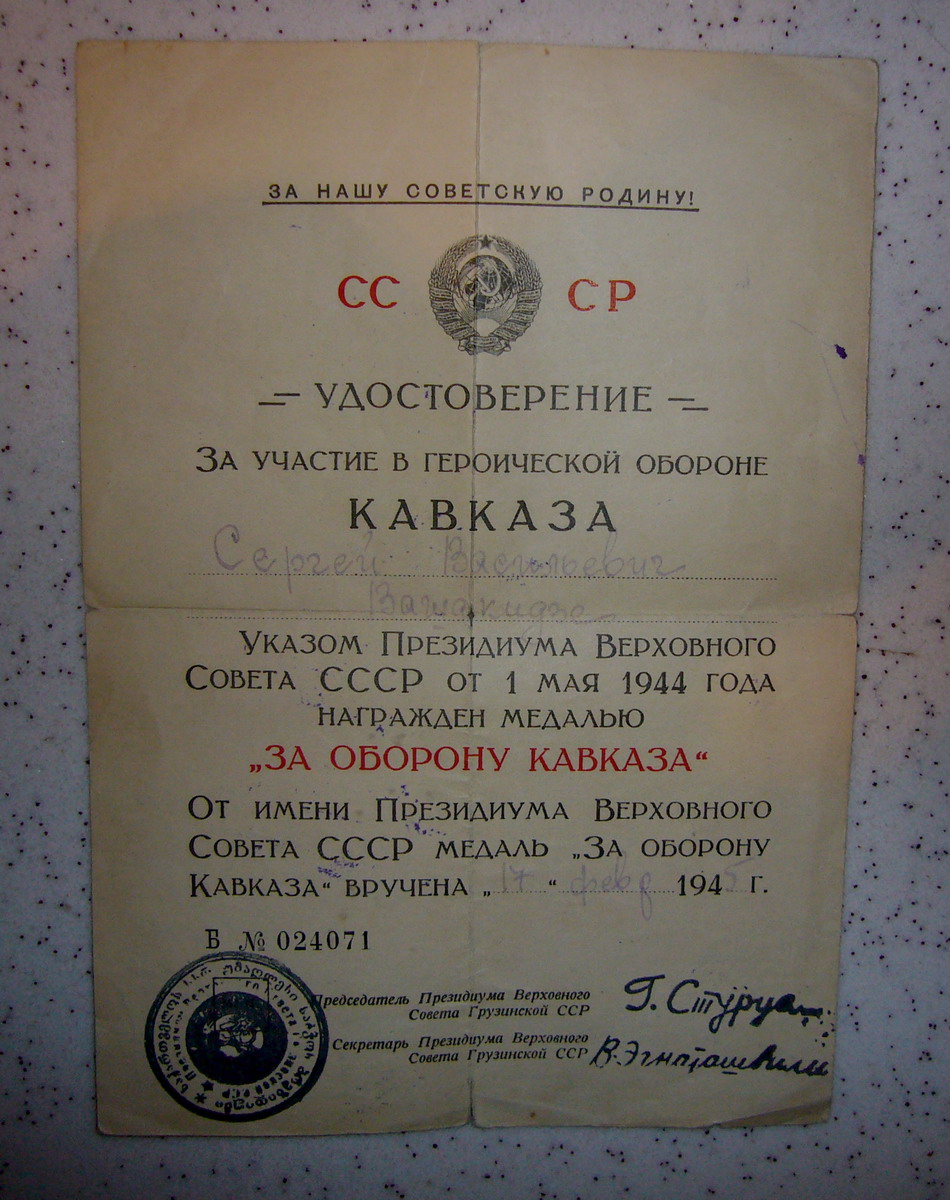 ЗА НАШУ СОВЕТСКУЮ РОДИНУ!
СС СР
УДОСТОВЕРЕНИЕ
ЗА УЧАСТИЕ В ГЕРОИЧЕСКОЙ ОБОРОНЕ
КАВКАЗА
Сергей Васильевич
Вашакидзе
УКАЗОМ ПРЕЗИДИУМА ВЕРХОВНОГО
СОВЕТА СССР ОТ 1 МАЯ 1944 ГОДА
НАГРАЖДЕН МЕДАЛЬЮ
„ЗА ОБОРОНУ КАВКАЗА“
ОТ ИМЕНИ ПРЕЗИДИУМА ВЕРХОВНОГО
СОВЕТА СССР МЕДАЛЬ „ЗА ОБОРОНУ
КАВКАЗА“ ВРУЧЕНА „17“ февр 1945 г.
Б № 024071
Председатель Президиума Верховного
Совета Грузинской ССР
Г. Стуруа
Секретарь Президиума Верховного
Совета Грузинской ССР
В. Эгнаташвили